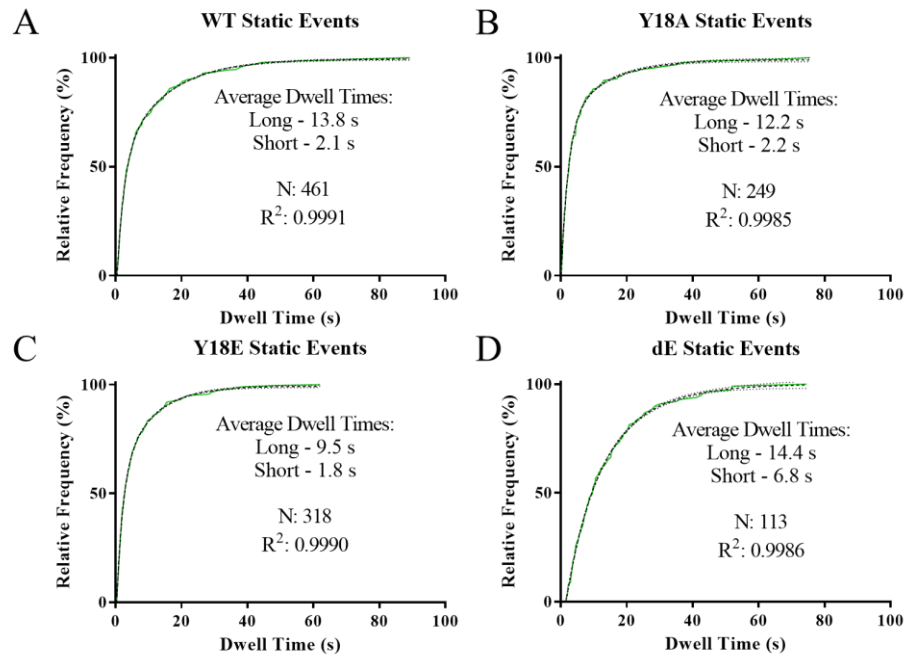 A
WT Static Events
Relative Frequency (%)
100
50
0
Average Dwell Times:
Long - 13.8 s
Short - 2.1 s
N: 461
R²: 0.9991
0 20 40 60 80 100
Dwell Time (s)
B
Y18A Static Events
Relative Frequency (%)
100
50
0
Average Dwell Times:
Long - 12.2 s
Short - 2.2 s
N: 249
R²: 0.9985
0 20 40 60 80 100
Dwell Time (s)
C
Y18E Static Events
Relative Frequency (%)
100
50
0
Average Dwell Times:
Long - 9.5 s
Short - 1.8 s
N: 318
R²: 0.9990
0 20 40 60 80 100
Dwell Time (s)
D
dE Static Events
Relative Frequency (%)
100
50
0
Average Dwell Times:
Long - 14.4 s
Short - 6.8 s
N: 113
R²: 0.9986
0 20 40 60 80 100
Dwell Time (s)